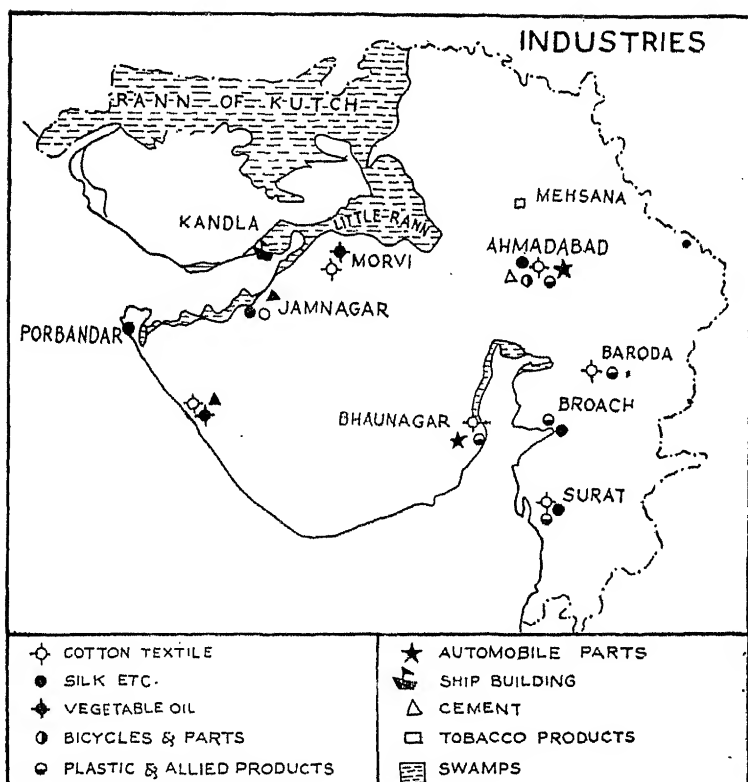 INDUSTRIES
RANN OF KUTCH
MEHSANA
KANDLA
LITTLE-RANN
AHMADABAD
MORVI
JAMNAGAR
PORBANDAR
BARODA
BHAUNAGAR
BROACH
SURAT
COTTON TEXTILE
SILK ETC.
VEGETABLE OIL
BICYCLES & PARTS
PLASTIC & ALLIED PRODUCTS
AUTOMOBILE PARTS
SHIP BUILDING
CEMENT
TOBACCO PRODUCTS
SWAMPS